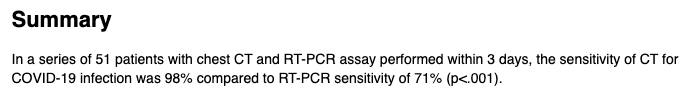 Summary
In a series of 51 patients with chest CT and RT-PCR assay performed within 3 days, the sensitivity of CT for
COVID-19 infection was 98% compared to RT-PCR sensitivity of 71% (p<.001).